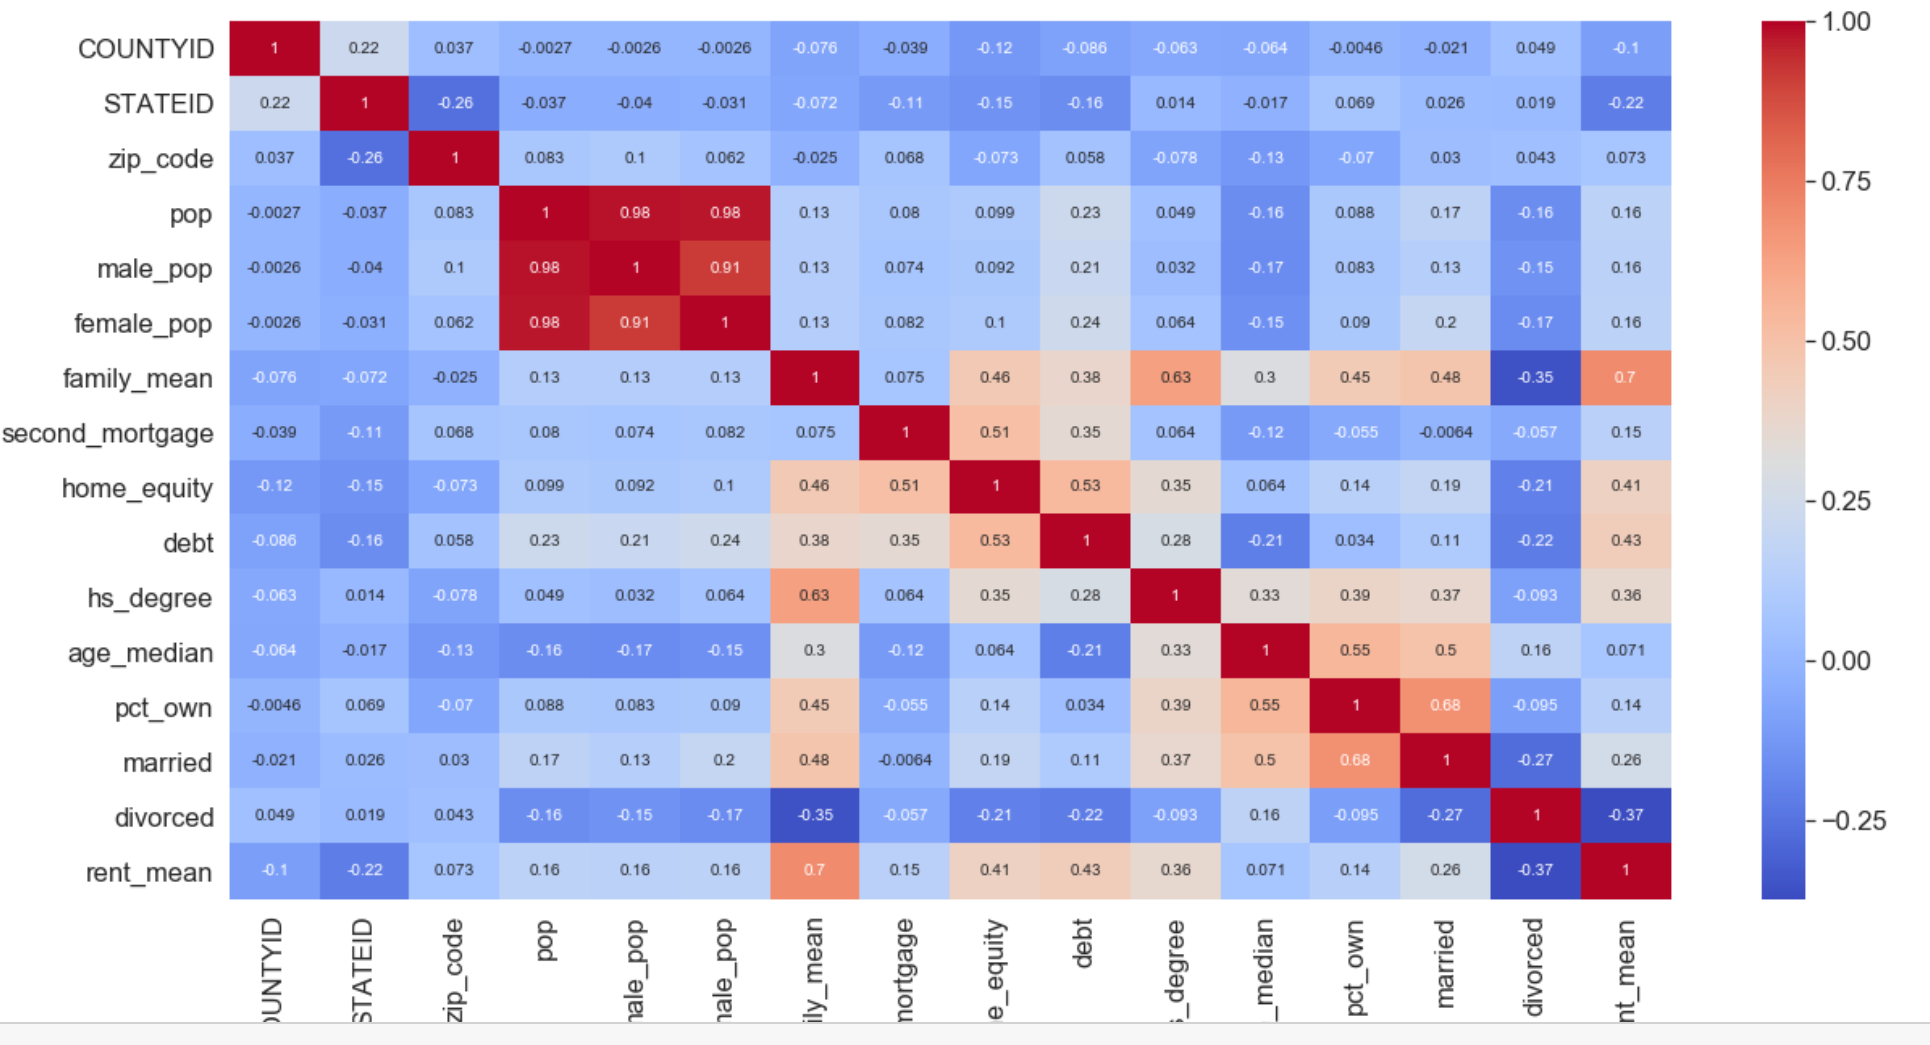 COUNTYID 1 0.22 0.037 -0.0027 -0.0026 -0.0026 -0.076 -0.039 -0.12 -0.086 -0.063 -0.064 -0.0046 -0.021 0.049 -0.1
STATEID 0.22 1 -0.26 -0.037 -0.04 -0.031 -0.072 -0.11 -0.15 -0.16 0.014 -0.017 0.069 0.026 0.019 -0.22
zip_code 0.037 -0.26 1 0.083 0.1 0.062 -0.025 0.068 -0.073 0.058 -0.078 -0.13 -0.07 0.03 0.043 0.073
pop -0.0027 -0.037 0.083 1 0.98 0.98 0.13 0.08 0.099 0.23 0.049 -0.16 0.088 0.17 -0.16 0.16
male_pop -0.0026 -0.04 0.1 0.98 1 0.91 0.13 0.074 0.092 0.21 0.032 -0.17 0.083 0.13 -0.15 0.16
female_pop -0.0026 -0.031 0.062 0.98 0.91 1 0.13 0.082 0.1 0.24 0.064 -0.15 0.09 0.2 -0.17 0.16
family_mean -0.076 -0.072 -0.025 0.13 0.13 0.13 1 0.075 0.46 0.38 0.63 0.3 0.45 0.48 -0.35 0.7
second_mortgage -0.039 -0.11 0.068 0.08 0.074 0.082 0.075 1 0.51 0.35 0.064 -0.12 -0.055 -0.0064 -0.057 0.15
home_equity -0.12 -0.15 -0.073 0.099 0.092 0.1 0.46 0.51 1 0.53 0.35 0.064 0.14 0.19 -0.21 0.41
debt -0.086 -0.16 0.058 0.23 0.21 0.24 0.38 0.35 0.53 1 0.28 -0.21 0.034 0.11 -0.22 0.43
hs_degree -0.063 0.014 -0.078 0.049 0.032 0.064 0.63 0.064 0.35 0.28 1 0.33 0.39 0.37 -0.093 0.36
age_median -0.064 -0.017 -0.13 -0.16 -0.17 -0.15 0.3 -0.12 0.064 -0.21 0.33 1 0.55 0.5 0.16 0.071
pct_own -0.0046 0.069 -0.07 0.088 0.083 0.09 0.45 -0.055 0.14 0.034 0.39 0.55 1 0.68 -0.095 0.14
married -0.021 0.026 0.03 0.17 0.13 0.2 0.48 -0.0064 0.19 0.11 0.37 0.5 0.68 1 -0.27 0.26
divorced 0.049 0.019 0.043 -0.16 -0.15 -0.17 -0.35 -0.057 -0.21 -0.22 -0.093 0.16 -0.095 -0.27 1 -0.37
rent_mean -0.1 -0.22 0.073 0.16 0.16 0.16 0.7 0.15 0.41 0.43 0.36 0.071 0.14 0.26 -0.37 1
OUNTYID
STATEID
zip_code
pop
nale_pop
nale_pop
ily_mean
mortgage
e_equity
debt
s_degree
_median
pct_own
married
divorced
nt_mean
1.00
0.75
0.50
0.25
0.00
−0.25